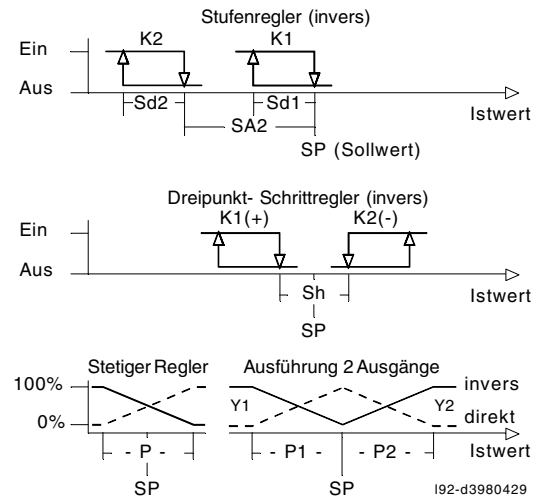 Stufenregler (invers)
K2 K1
Ein
Aus
Sd2 Sd1
SA2
Istwert
SP (Sollwert)
Dreipunkt- Schrittregler (invers)
K1(+) K2(-)
Ein
Aus
Sh
Istwert
SP
Stetiger Regler Ausführung 2 Ausgänge
100% invers
Y1 Y2
0% direkt
P P1 P2 Istwert
SP SP
l92-d3980429